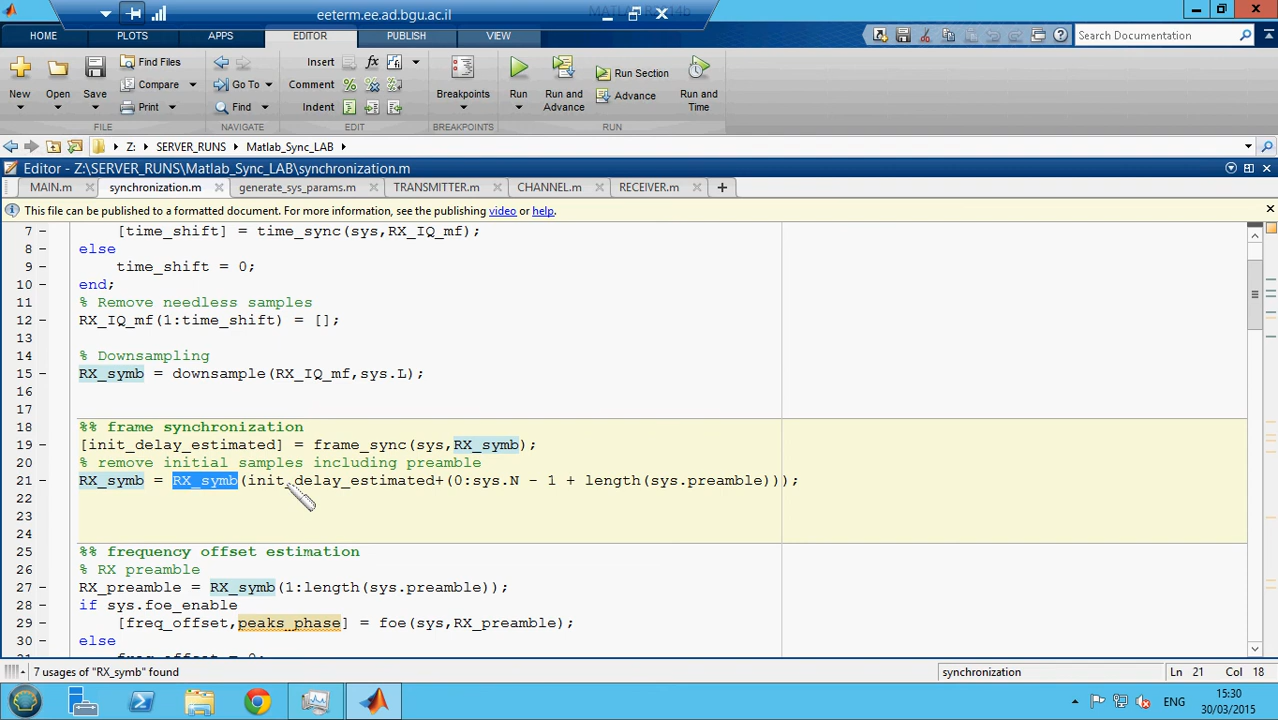 eeterm.ee.ad.bgu.ac.il
HOME PLOTS APPS EDITOR PUBLISH VIEW
Search Documentation
New Open Save Find Files Compare Print
Insert Comment Indent
Go To Find
Breakpoints
Run Run and Advance Run Section Advance Run and Time
FILE NAVIGATE EDIT BREAKPOINTS RUN
Z: SERVER_RUNS Matlab_Sync_LAB
Editor - Z:\SERVER_RUNS\Matlab_Sync_LAB\synchronization.m
MAIN.m synchronization.m generate_sys_params.m TRANSMITTER.m CHANNEL.m RECEIVER.m
This file can be published to a formatted document. For more information, see the publishing video or help.
7 - [time_shift] = time_sync(sys,RX_IQ_mf);
8 - else
9 - time_shift = 0;
10 - end;
11 % Remove needless samples
12 - RX_IQ_mf(1:time_shift) = [];
13
14 % Downsampling
15 - RX_symb = downsample(RX_IQ_mf,sys.L);
16
17
18 %% frame synchronization
19 - [init_delay_estimated] = frame_sync(sys,RX_symb);
20 % remove initial samples including preamble
21 - RX_symb = RX_symb(init_delay_estimated+(0:sys.N - 1 + length(sys.preamble)));
22
23
24
25 %% frequency offset estimation
26 % RX preamble
27 - RX_preamble = RX_symb(1:length(sys.preamble));
28 - if sys.foe_enable
29 - [freq_offset,peaks_phase] = foe(sys,RX_preamble);
30 - else
7 usages of "RX_symb" found
synchronization
Ln 21 Col 18
ENG
15:30
30/03/2015